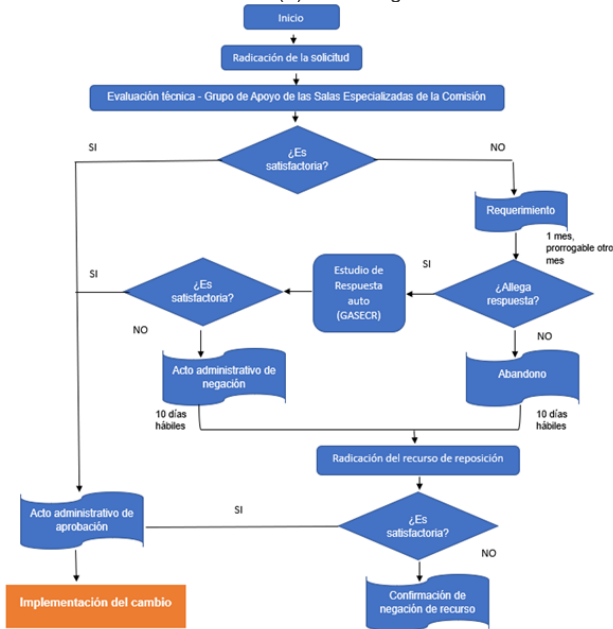 Inicio
Radicación de la solicitud
Evaluación técnica - Grupo de Apoyo de las Salas Especializadas de la Comisión
SI
¿Es
satisfactoria?
NO
Requerimiento
1 mes,
prorrogable otro
mes
SI
¿Es
satisfactoria?
Estudio de
Respuesta
auto
(GASECR)
SI
¿Allega
respuesta?
NO
NO
Acto administrativo de
negación
Abandono
10 días
hábiles
10 días
hábiles
Radicación del recurso de reposición
Acto administrativo de
aprobación
SI
¿Es
satisfactoria?
NO
Implementación del cambio
Confirmación de
negación de recurso